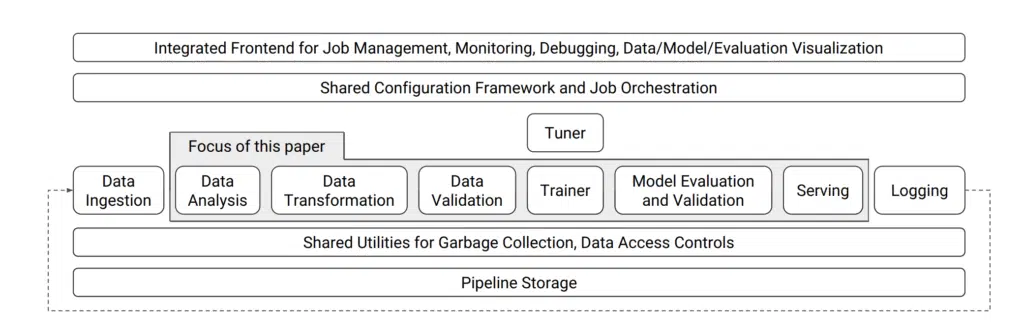 Integrated Frontend for Job Management, Monitoring, Debugging, Data/Model/Evaluation Visualization
Shared Configuration Framework and Job Orchestration
Tuner
Focus of this paper
Data
Ingestion
Data
Analysis
Data
Transformation
Data
Validation
Trainer
Model Evaluation
and Validation
Serving
Logging
Shared Utilities for Garbage Collection, Data Access Controls
Pipeline Storage